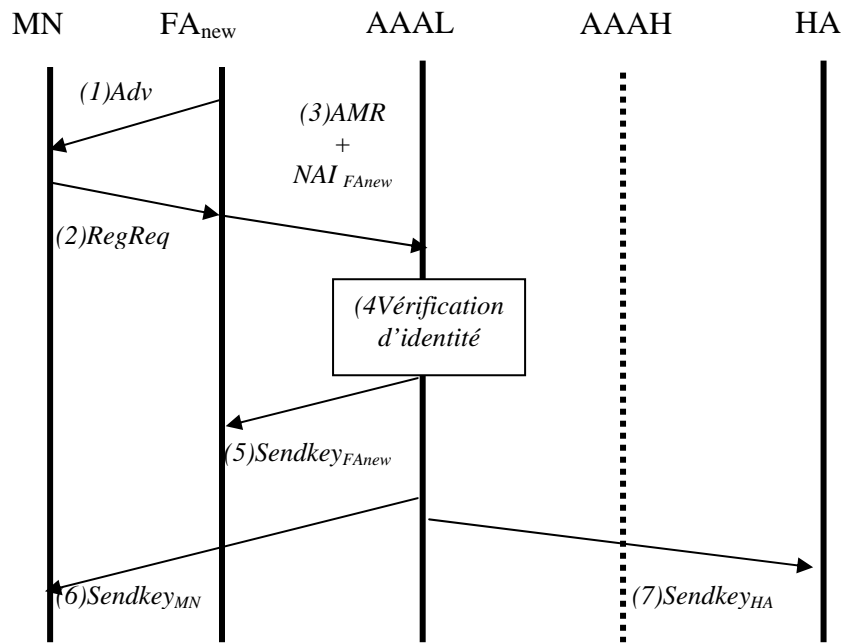 MN FAnew AAAL AAAH HA
(1)Adv
(3)AMR
+
NAI FAnew
(2)RegReq
(4Vérification
d'identité
(5)SendkeyFAnew
(6)SendkeyMN
(7)SendkeyHA